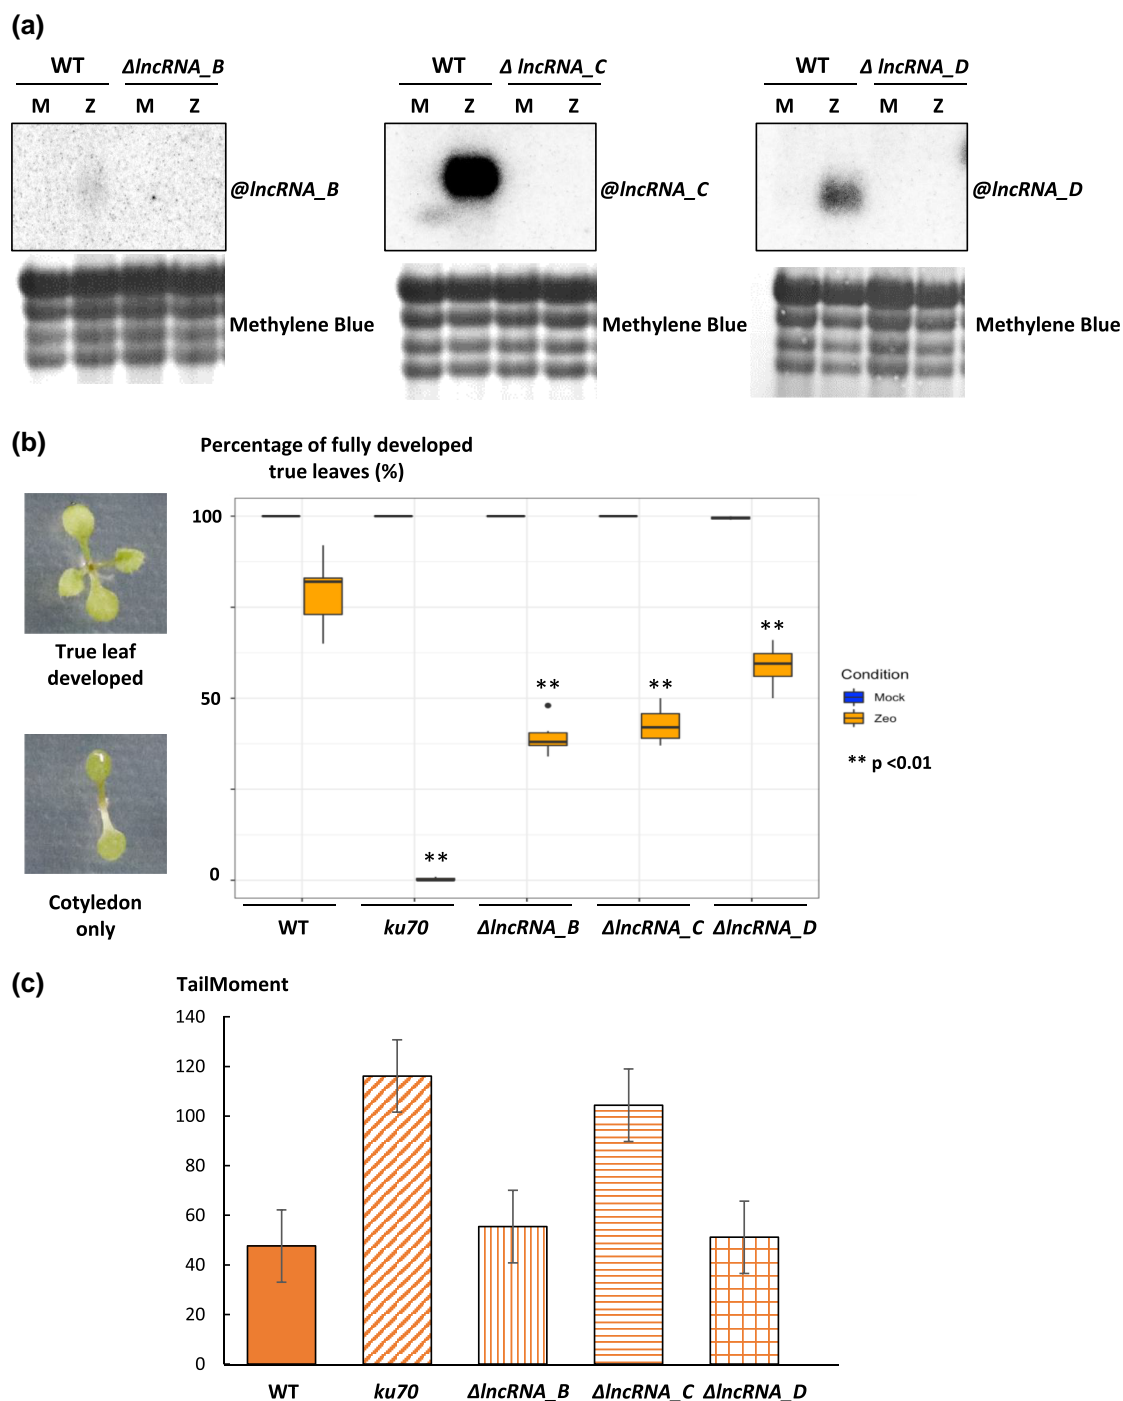 (a)
WT ΔlncRNA_B
M Z M Z
@lncRNA_B
Methylene Blue
WT Δ lncRNA_C
M Z M Z
@lncRNA_C
Methylene Blue
WT Δ lncRNA_D
M Z M Z
@lncRNA_D
Methylene Blue
(b)
Percentage of fully developed
true leaves (%)
True leaf
developed
Cotyledon
only
100
50
0
**
**
**
**
WT ku70 ΔlncRNA_B ΔlncRNA_C ΔlncRNA_D
Condition
Mock
Zeo
** p <0.01
(c)
TailMoment
140
120
100
80
60
40
20
0
WT ku70 ΔlncRNA_B ΔlncRNA_C ΔlncRNA_D